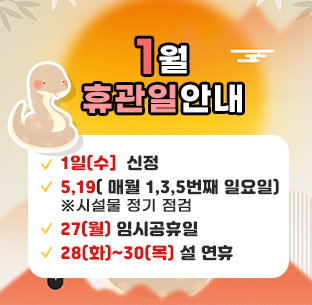 1월
휴관일안내
1일(수) 신정
5,19( 매월 1,3,5번째 일요일)
※시설물 정기 점검
27(월) 임시공휴일
28(화)~30(목) 설 연휴